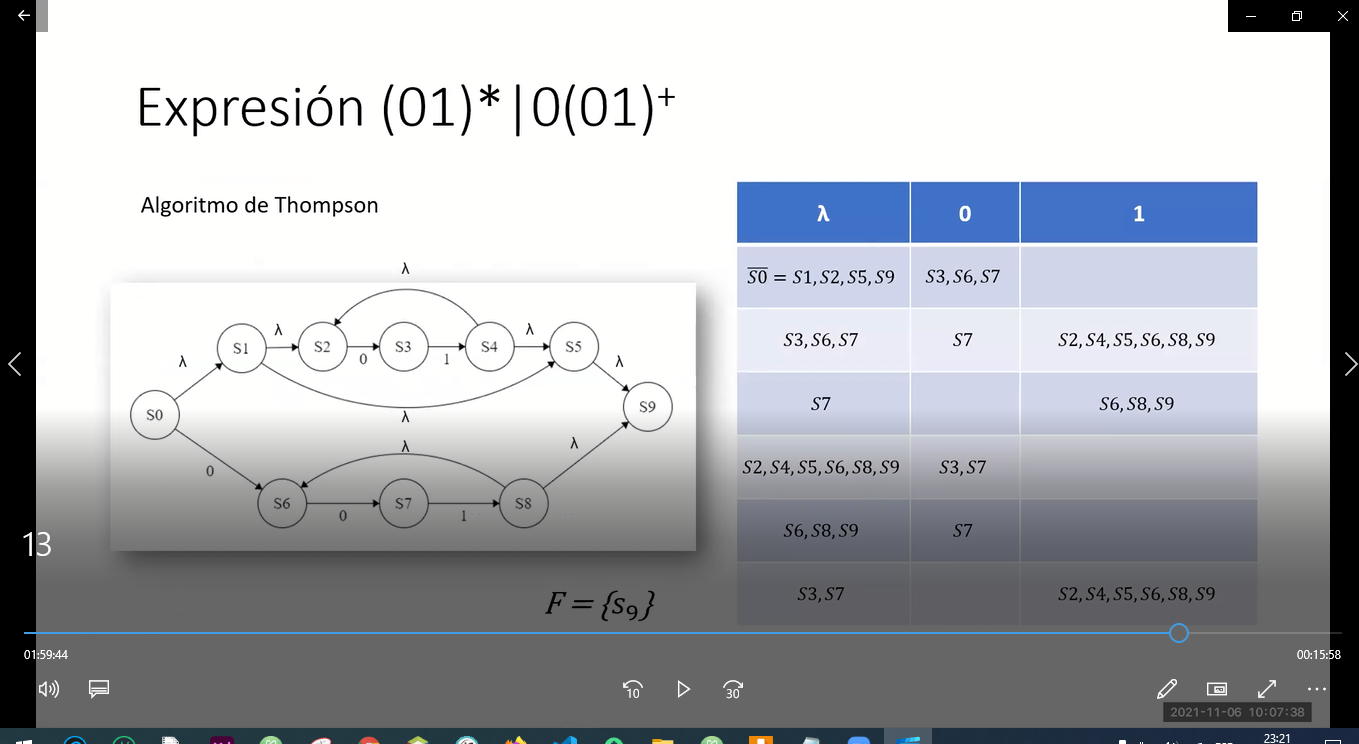 Expresión (01)*|0(01)⁺
Algoritmo de Thompson
λ
λ
λ
λ
λ
S1
S2
S3
S4
S5
0
1
S0
λ
S9
0
λ
λ
S6
S7
S8
0
1
F = {s₉}
λ 0 1
S̅0̅ = S1, S2, S5, S9 S3, S6, S7
S3, S6, S7 S7 S2, S4, S5, S6, S8, S9
S7 S6, S8, S9
S2, S4, S5, S6, S8, S9 S3, S7
S6, S8, S9 S7
S3, S7 S2, S4, S5, S6, S8, S9
13
01:59:44
00:15:58
10
30
2021-11-06 10:07:38
23:21